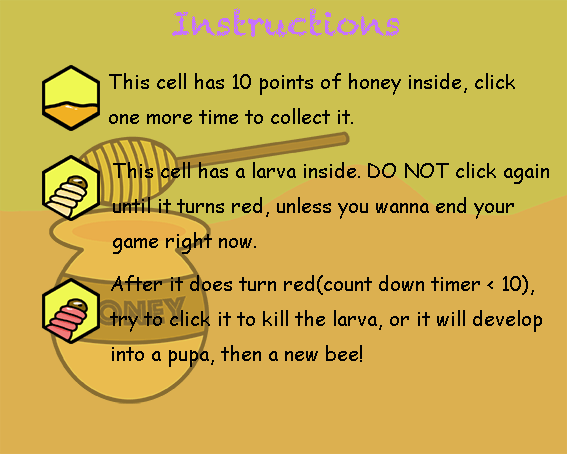 Instructions
This cell has 10 points of honey inside, click
one more time to collect it.
This cell has a larva inside. DO NOT click again
until it turns red, unless you wanna end your
game right now.
After it does turn red(count down timer < 10),
HONEY
try to click it to kill the larva, or it will develop
into a pupa, then a new bee!